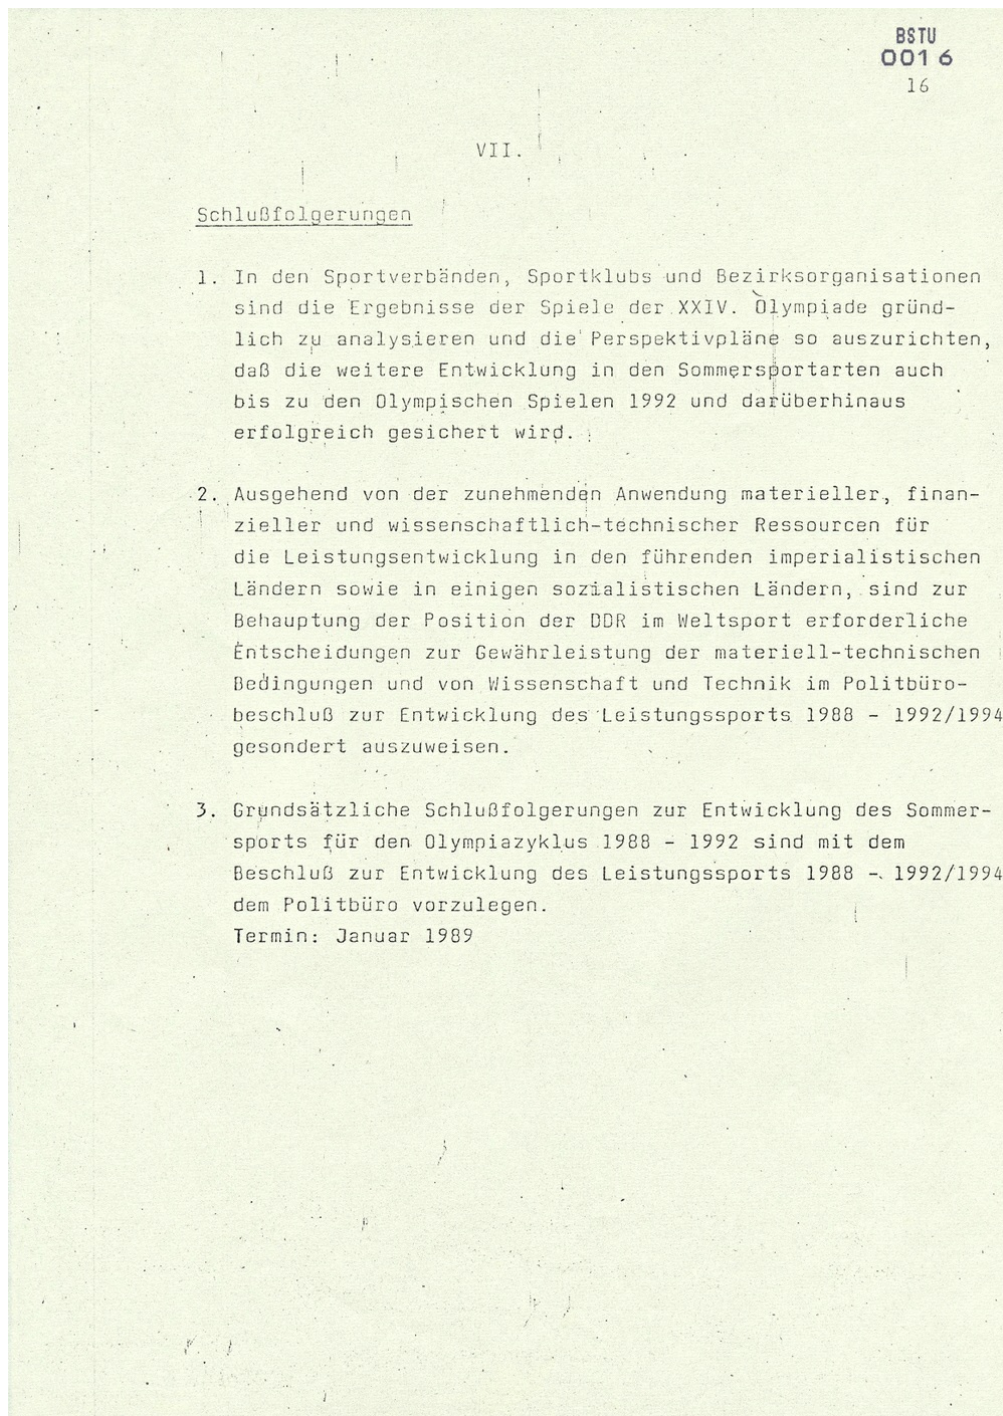 BSTU
0016
16
VII.
Schlußfolgerungen
1. In den Sportverbänden, Sportklubs und Bezirksorganisationen
sind die Ergebnisse der Spiele der XXIV. Olympiade gründ-
lich zu analysieren und die Perspektivpläne so auszurichten,
daß die weitere Entwicklung in den Sommersportarten auch
bis zu den Olympischen Spielen 1992 und darüberhinaus
erfolgreich gesichert wird.
2. Ausgehend von der zunehmenden Anwendung materieller, finan-
zieller und wissenschaftlich-technischer Ressourcen für
die Leistungsentwicklung in den führenden imperialistischen
Ländern sowie in einigen sozialistischen Ländern, sind zur
Behauptung der Position der DDR im Weltsport erforderliche
Entscheidungen zur Gewährleistung der materiell-technischen
Bedingungen und von Wissenschaft und Technik im Politbüro-
beschluß zur Entwicklung des Leistungssports 1988 - 1992/1994
gesondert auszuweisen.
3. Grundsätzliche Schlußfolgerungen zur Entwicklung des Sommer-
sports für den Olympiazyklus 1988 - 1992 sind mit dem
Beschluß zur Entwicklung des Leistungssports 1988 - 1992/1994
dem Politbüro vorzulegen.
Termin: Januar 1989